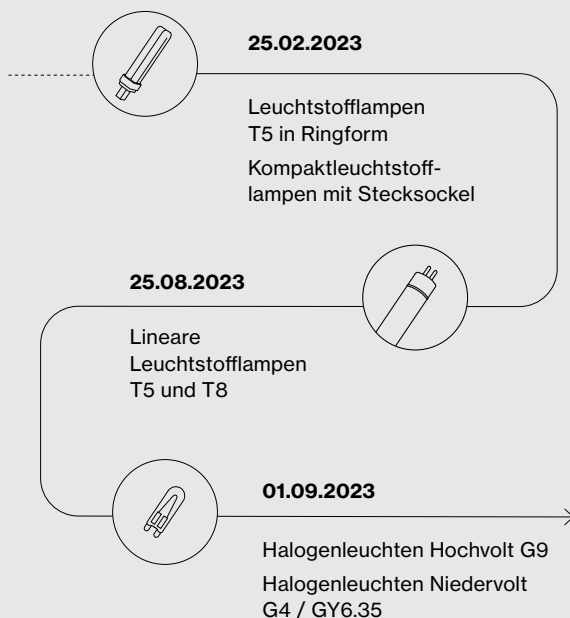 25.02.2023
Leuchtstofflampen
T5 in Ringform
Kompaktleuchtstoff-
lampen mit Stecksockel
25.08.2023
Lineare
Leuchtstofflampen
T5 und T8
01.09.2023
Halogenleuchten Hochvolt G9
Halogenleuchten Niedervolt
G4 / GY6.35